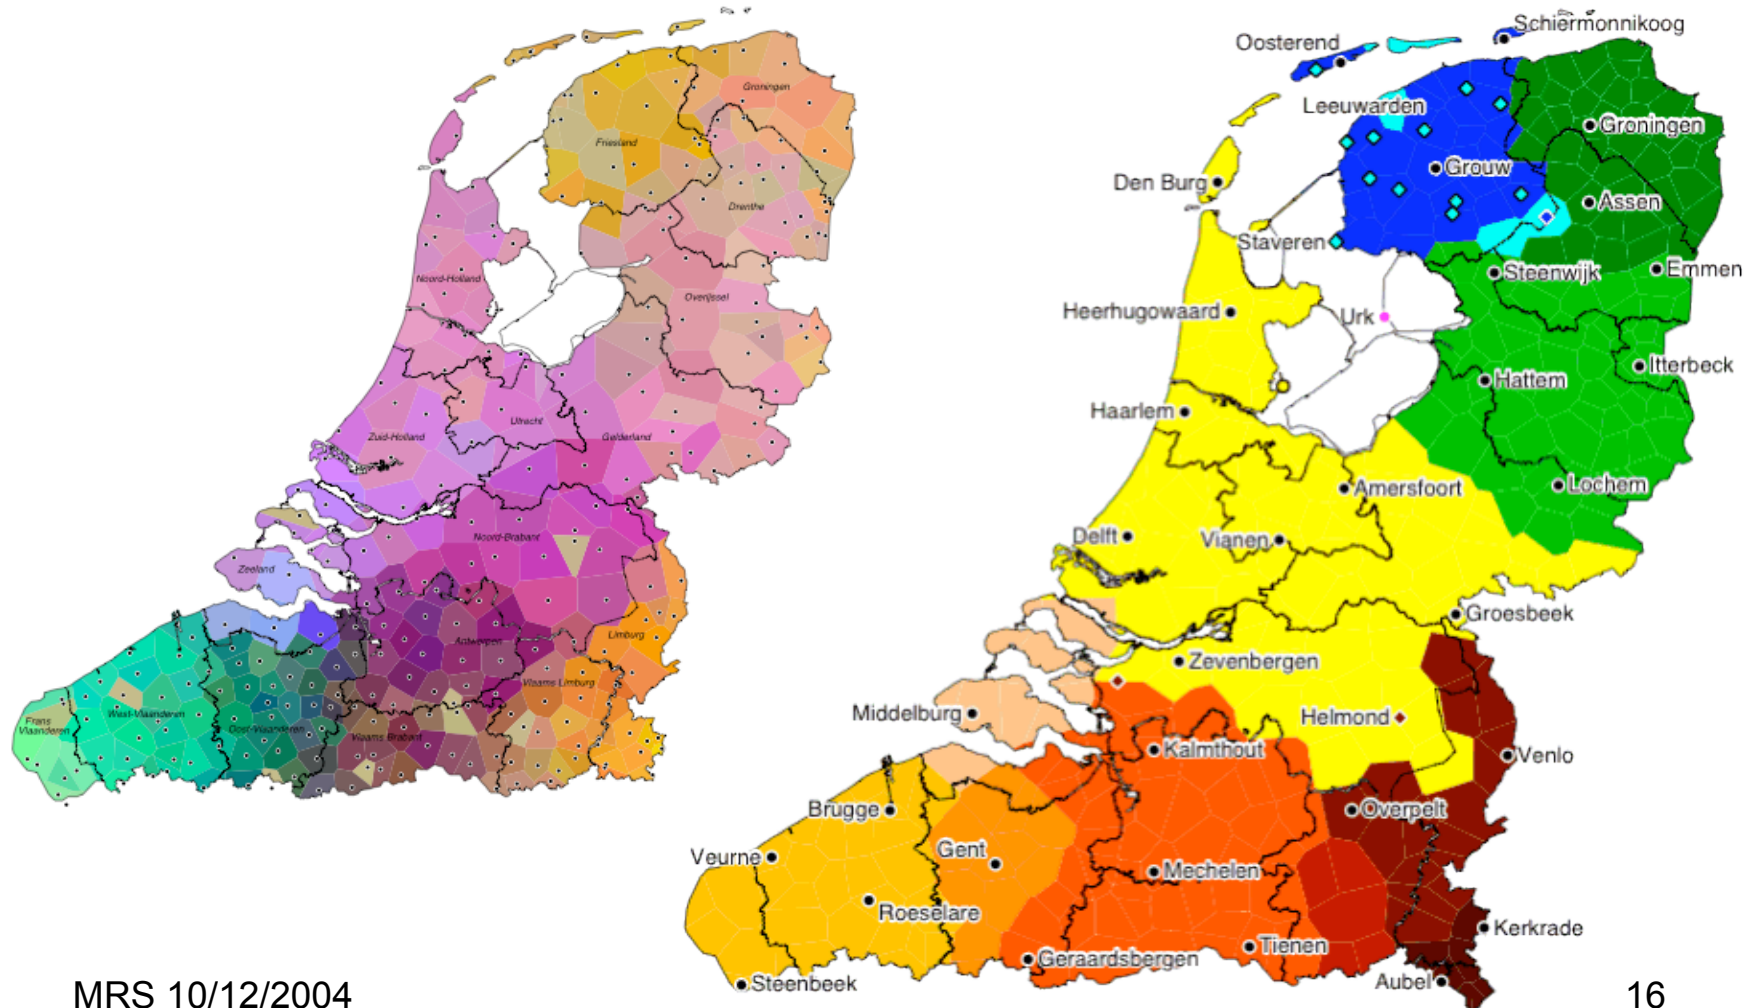 Groningen
Friesland
Drenthe
Noord-Holland
Overijssel
Utrecht
Zuid-Holland
Gelderland
Noord-Brabant
Zeeland
Antwerpen
Limburg
Vlaams Limburg
Frans
Vlaanderen
West-Vlaanderen
Oost-Vlaanderen
Vlaams Brabant
Schiermonnikoog
Oosterend
Leeuwarden
Groningen
Grouw
Den Burg
Assen
Staveren
Steenwijk
Emmen
Heerhugowaard
Urk
Itterbeck
Hattem
Haarlem
Lochem
Amersfoort
Delft
Vianen
Groesbeek
Zevenbergen
Middelburg
Helmond
Kalmthout
Venlo
Brugge
Overpelt
Veurne
Gent
Mechelen
Roeselare
Kerkrade
Tienen
Geraardsbergen
Aubel
Steenbeek
MRS 10/12/2004
16